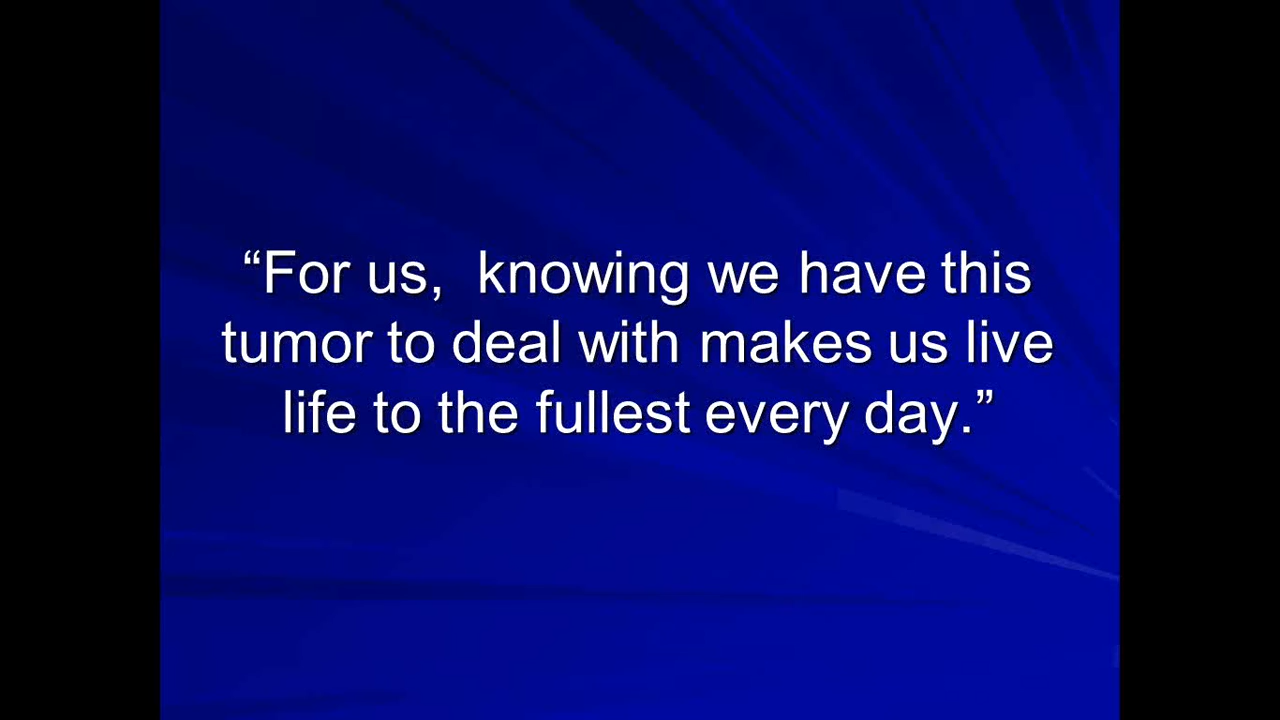 “For us,  knowing we have this
tumor to deal with makes us live
life to the fullest every day.”